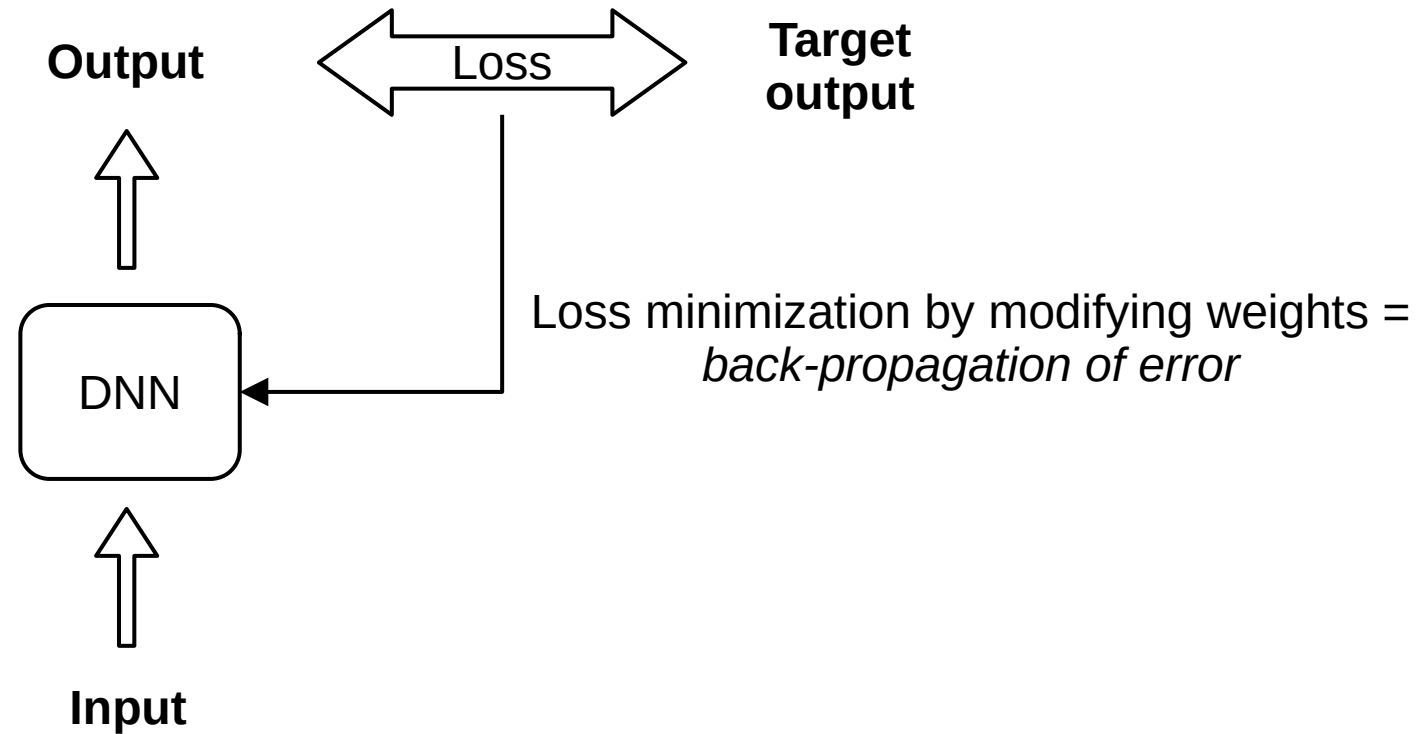 Output
Loss
Target
output
Loss minimization by modifying weights =
back-propagation of error
DNN
Input